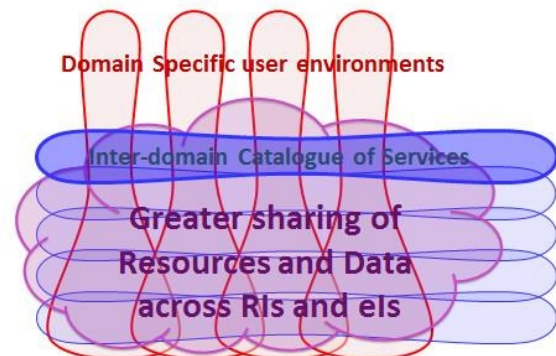 Domain Specific user environments
Inter-domain Catalogue of Services
Greater sharing of
Resources and Data
across RIs and eIs